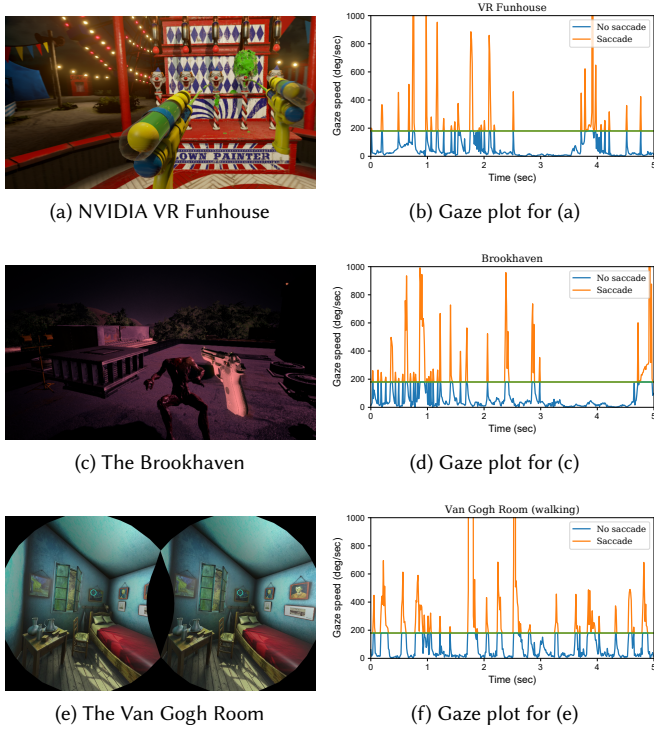 LOWN PAINTER
(a) NVIDIA VR Funhouse
VR Funhouse
No saccade
Saccade
Gaze speed (deg/sec)
1000
800
600
400
200
0
0 1 2 3 4 5
Time (sec)
(b) Gaze plot for (a)
(c) The Brookhaven
Brookhaven
No saccade
Saccade
Gaze speed (deg/sec)
1000
800
600
400
200
0
0 1 2 3 4 5
Time (sec)
(d) Gaze plot for (c)
(e) The Van Gogh Room
Van Gogh Room (walking)
No saccade
Saccade
Gaze speed (deg/sec)
1000
800
600
400
200
0
0 1 2 3 4 5
Time (sec)
(f) Gaze plot for (e)